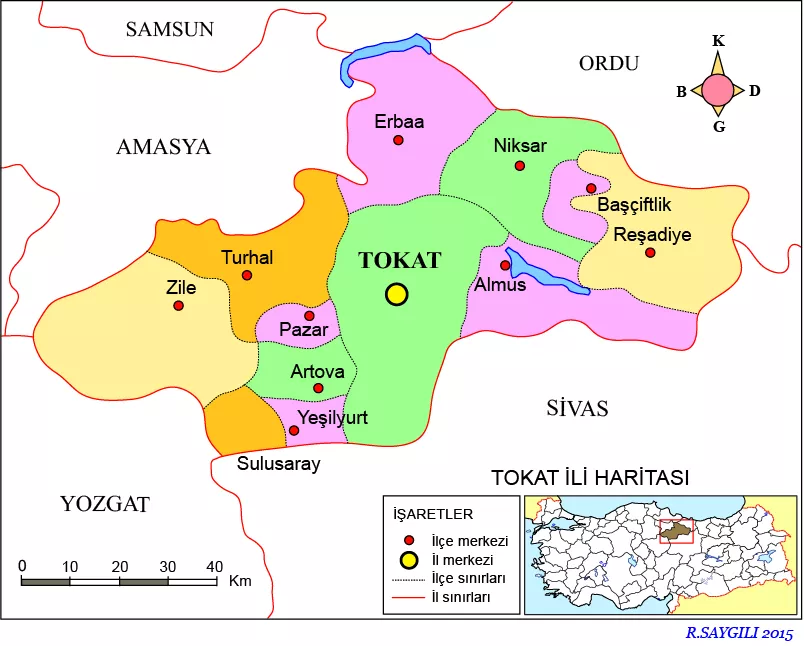 SAMSUN
ORDU
K
B
D
G
AMASYA
Erbaa
Niksar
Başçiftlik
Reşadiye
Turhal
TOKAT
Almus
Zile
Pazar
Artova
Yeşilyurt
Sulusaray
SİVAS
YOZGAT
TOKAT İLİ HARİTASI
İŞARETLER
İlçe merkezi
İl merkezi
İlçe sınırları
İl sınırları
0 10 20 30 40 Km
R.SAYGILI 2015